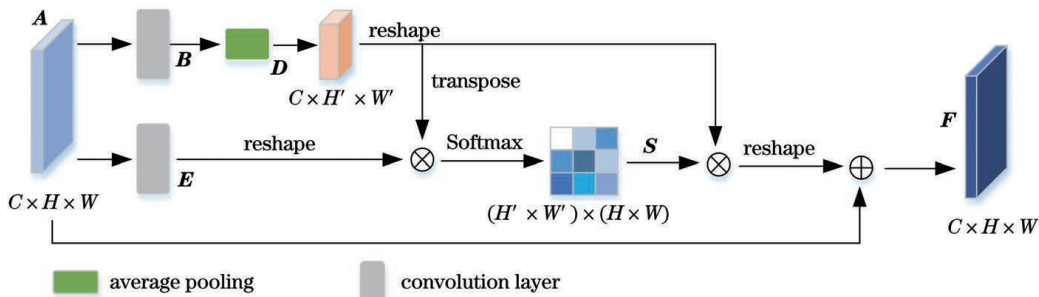 A
B
D
reshape
C × H′ × W′
transpose
F
reshape
Softmax
S
reshape
E
C × H × W
(H′ × W′) × (H × W)
C × H × W
average pooling
convolution layer